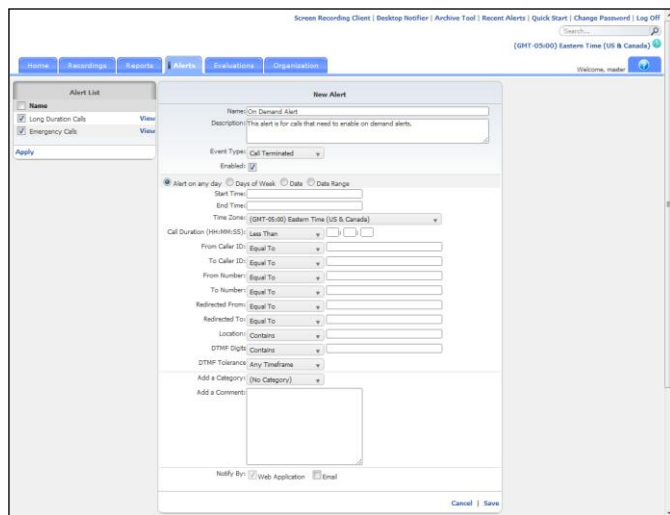 Screen Recording Client | Desktop Notifier | Archive Tool | Recent Alerts | Quick Start | Change Password | Log Off
Search...
(GMT-05:00) Eastern Time (US & Canada)
Home Recordings Reports Alerts Evaluations Organization
Welcome, master
Alert List
Name
Long Duration Calls View
Emergency Calls View
Apply
New Alert
Name: On Demand Alert
Description: This alert is for calls that need to enable on demand alerts.
Event Type: Call Terminated
Enabled:
Alert on any day Days of Week Date Date Range
Start Time:
End Time:
Time Zone: (GMT-05:00) Eastern Time (US & Canada)
Call Duration (HH:MM:SS): Less Than : :
From Caller ID: Equal To
To Caller ID: Equal To
From Number: Equal To
To Number: Equal To
Redirected From: Equal To
Redirected To: Equal To
Location: Contains
DTMF Digits Contains
DTMF Tolerance Any Timeframe
Add a Category: (No Category)
Add a Comment:
Notify By: Web Application Email
Cancel | Save